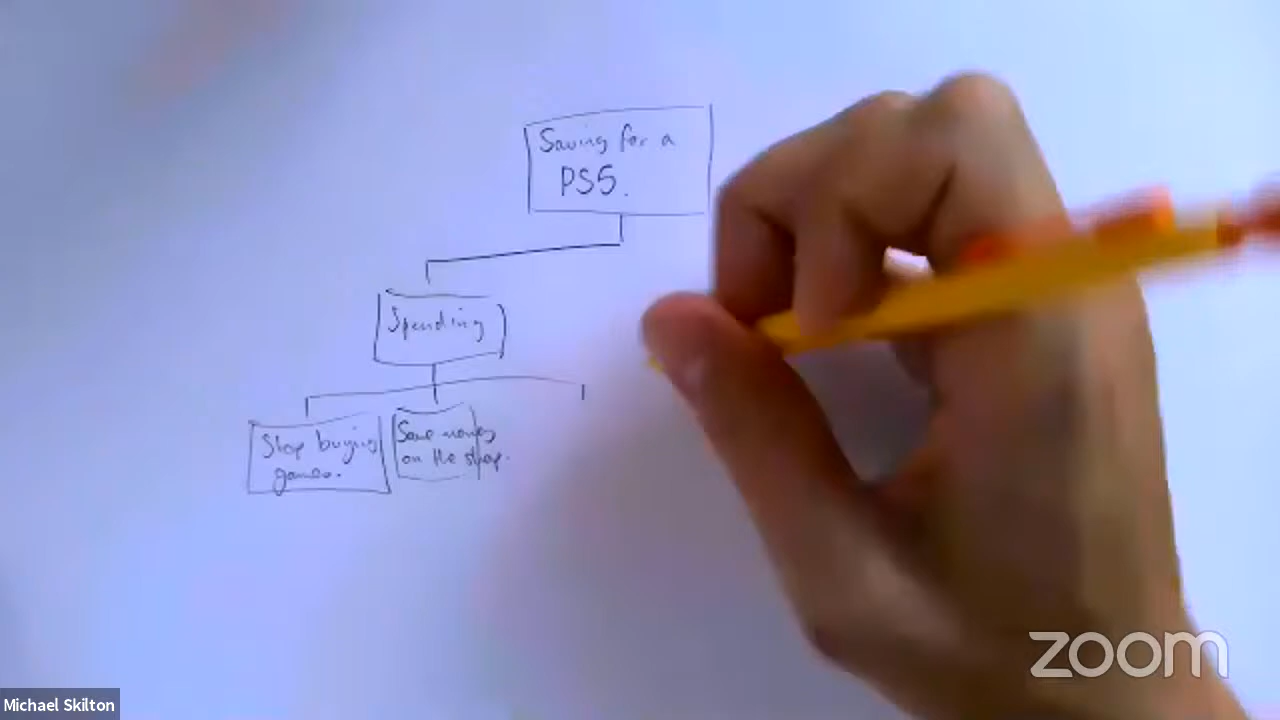 Saving for a
PS5.
Spending
Stop buying
games.
Save money
on the shop.
zoom
Michael Skilton